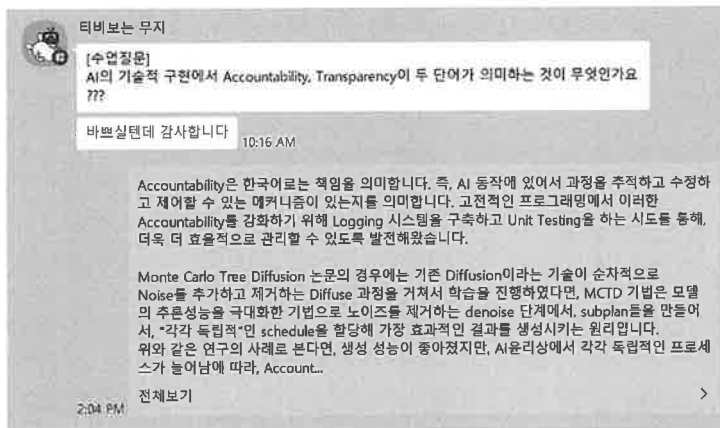 티비보는 무지
[수업질문]
AI의 기술적 구현에서 Accountability, Transparency이 두 단어가 의미하는 것이 무엇인가요
???
바쁘실텐데 감사합니다
10:16 AM
Accountability은 한국어로는 책임을 의미합니다. 즉, AI 동작에 있어서 과정을 추적하고 수정하
고 제어할 수 있는 메커니즘이 있는지를 의미합니다. 고전적인 프로그래밍에서 이러한
Accountability를 강화하기 위해 Logging 시스템을 구축하고 Unit Testing을 하는 시도를 통해,
더욱 더 효율적으로 관리할 수 있도록 발전해왔습니다.
Monte Carlo Tree Diffusion 논문의 경우에는 기존 Diffusion이라는 기술이 순차적으로
Noise를 추가하고 제거하는 Diffuse 과정을 거쳐서 학습을 진행하였다면, MCTD 기법은 모델
의 추론성능을 극대화한 기법으로 노이즈를 제거하는 denoise 단계에서, subplan들을 만들어
서, "각각 독립적"인 schedule을 할당해 가장 효과적인 결과를 생성시키는 원리입니다.
위와 같은 연구의 사례로 본다면, 생성 성능이 좋아졌지만, AI윤리상에서 각각 독립적인 프로세
스가 늘어남에 따라, Account...
전체보기
2:04 PM